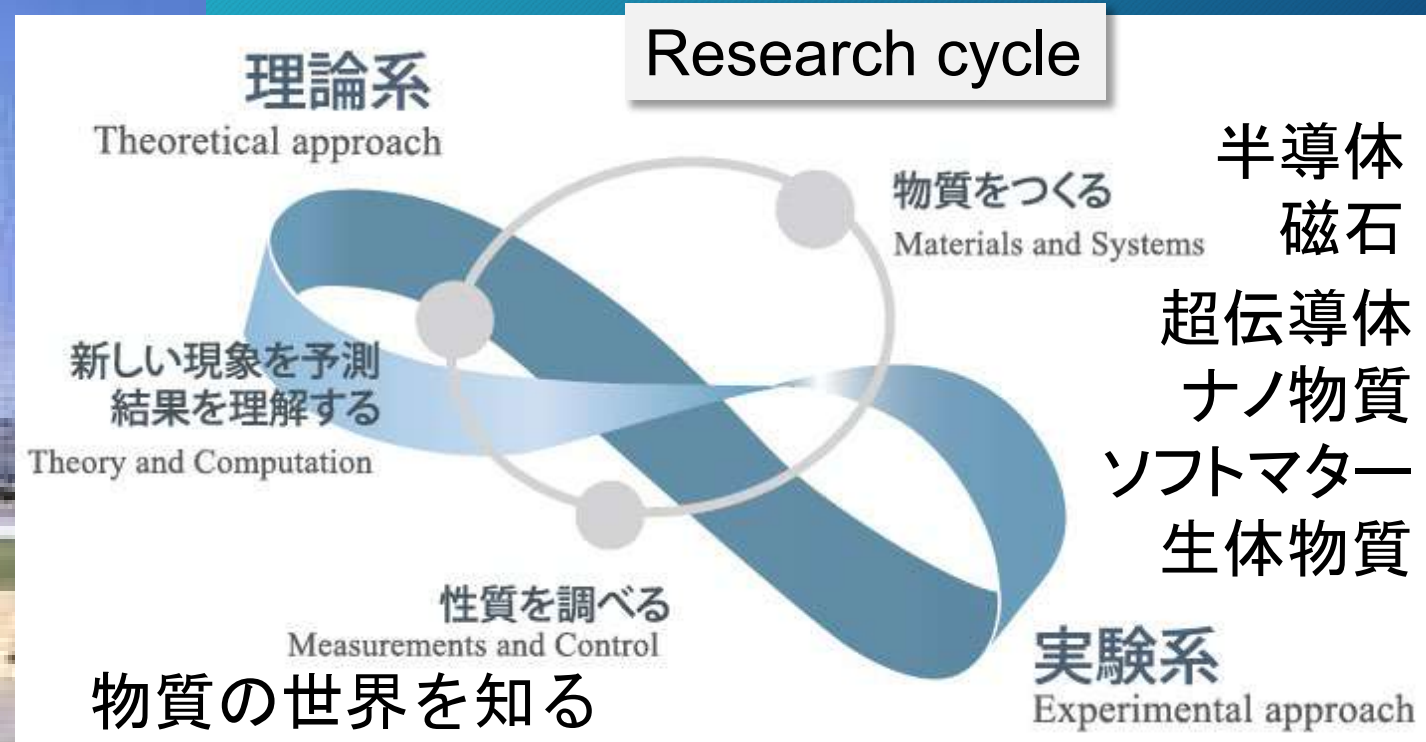 Research cycle
理論系
Theoretical approach
物質をつくる
Materials and Systems
半導体
磁石
超伝導体
ナノ物質
ソフトマター
生体物質
新しい現象を予測
結果を理解する
Theory and Computation
性質を調べる
Measurements and Control
物質の世界を知る
実験系
Experimental approach